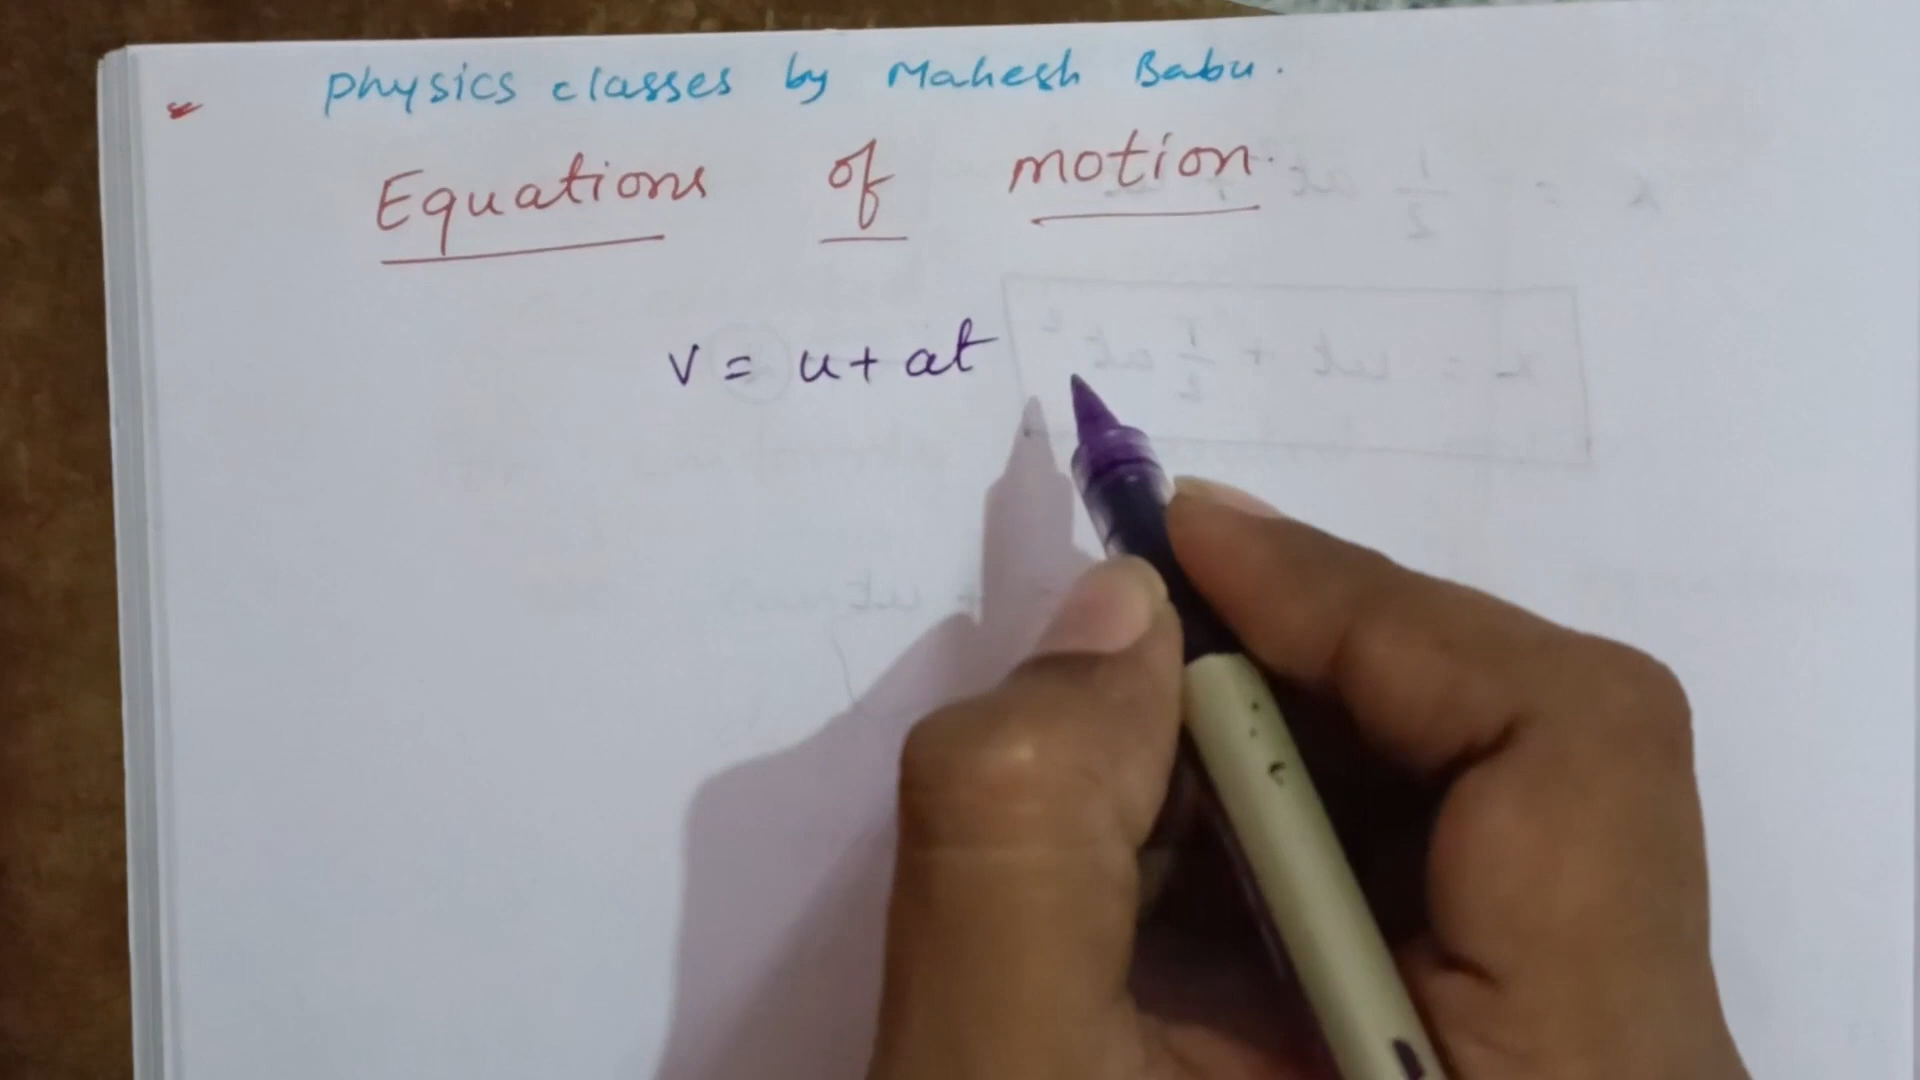 Physics classes by Mahesh Babu.
Equations of motion.
v = u + at